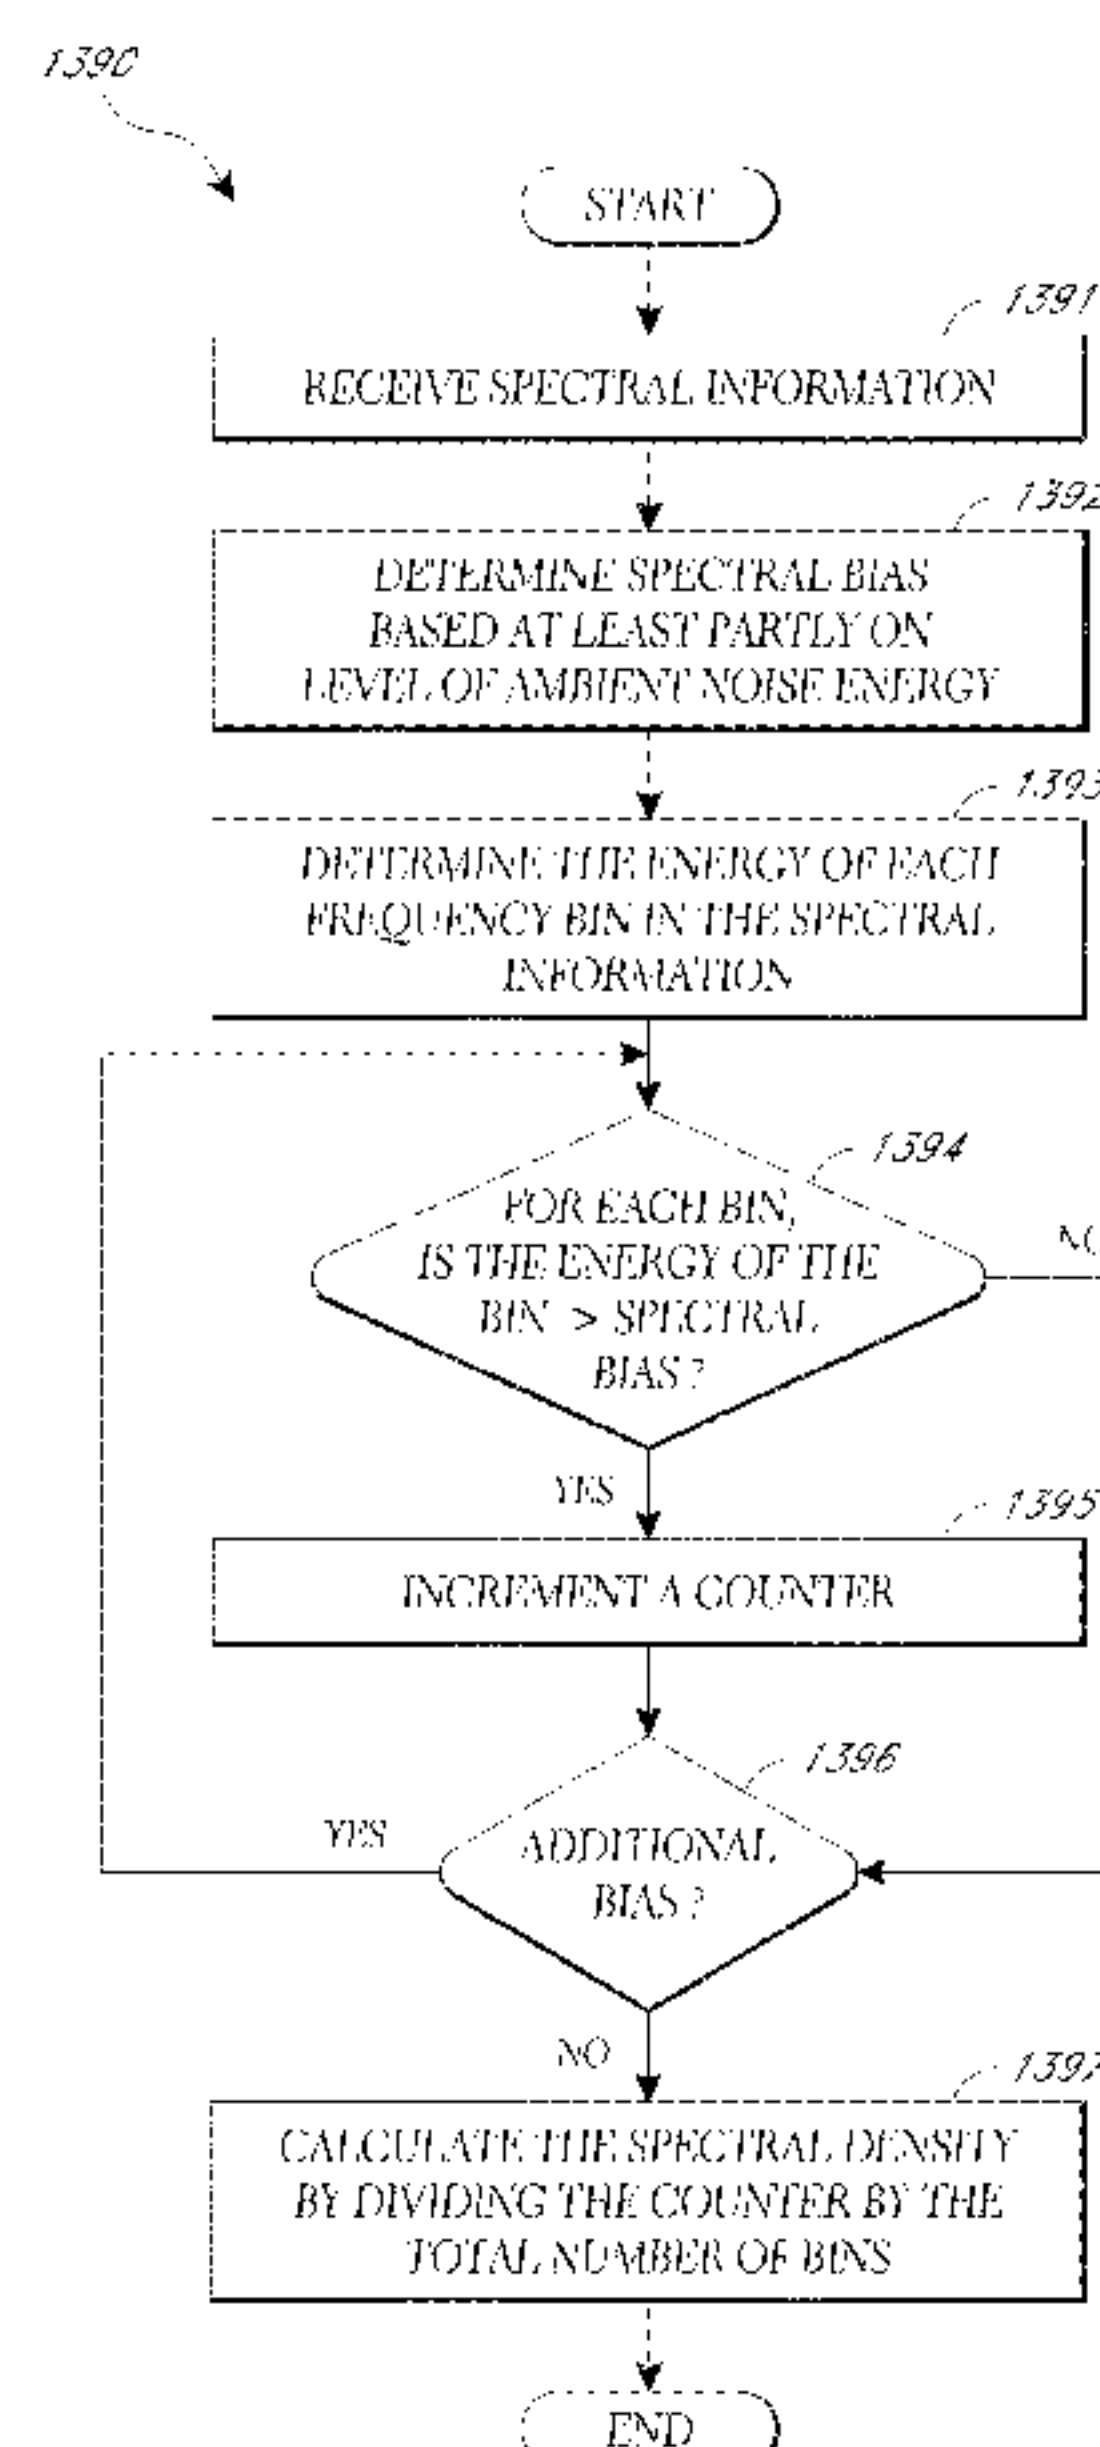 1390
START
1391
RECEIVE SPECTRAL INFORMATION
1392
DETERMINE SPECTRAL BIAS
BASED AT LEAST PARTLY ON
LEVEL OF AMBIENT NOISE ENERGY
1393
DETERMINE THE ENERGY OF EACH
FREQUENCY BIN IN THE SPECTRAL
INFORMATION
1394
FOR EACH BIN,
IS THE ENERGY OF THE
BIN > SPECTRAL
BIAS ?
NO
YES
1395
INCREMENT A COUNTER
1396
YES
ADDITIONAL
BIAS ?
NO
1397
CALCULATE THE SPECTRAL DENSITY
BY DIVIDING THE COUNTER BY THE
TOTAL NUMBER OF BINS
END